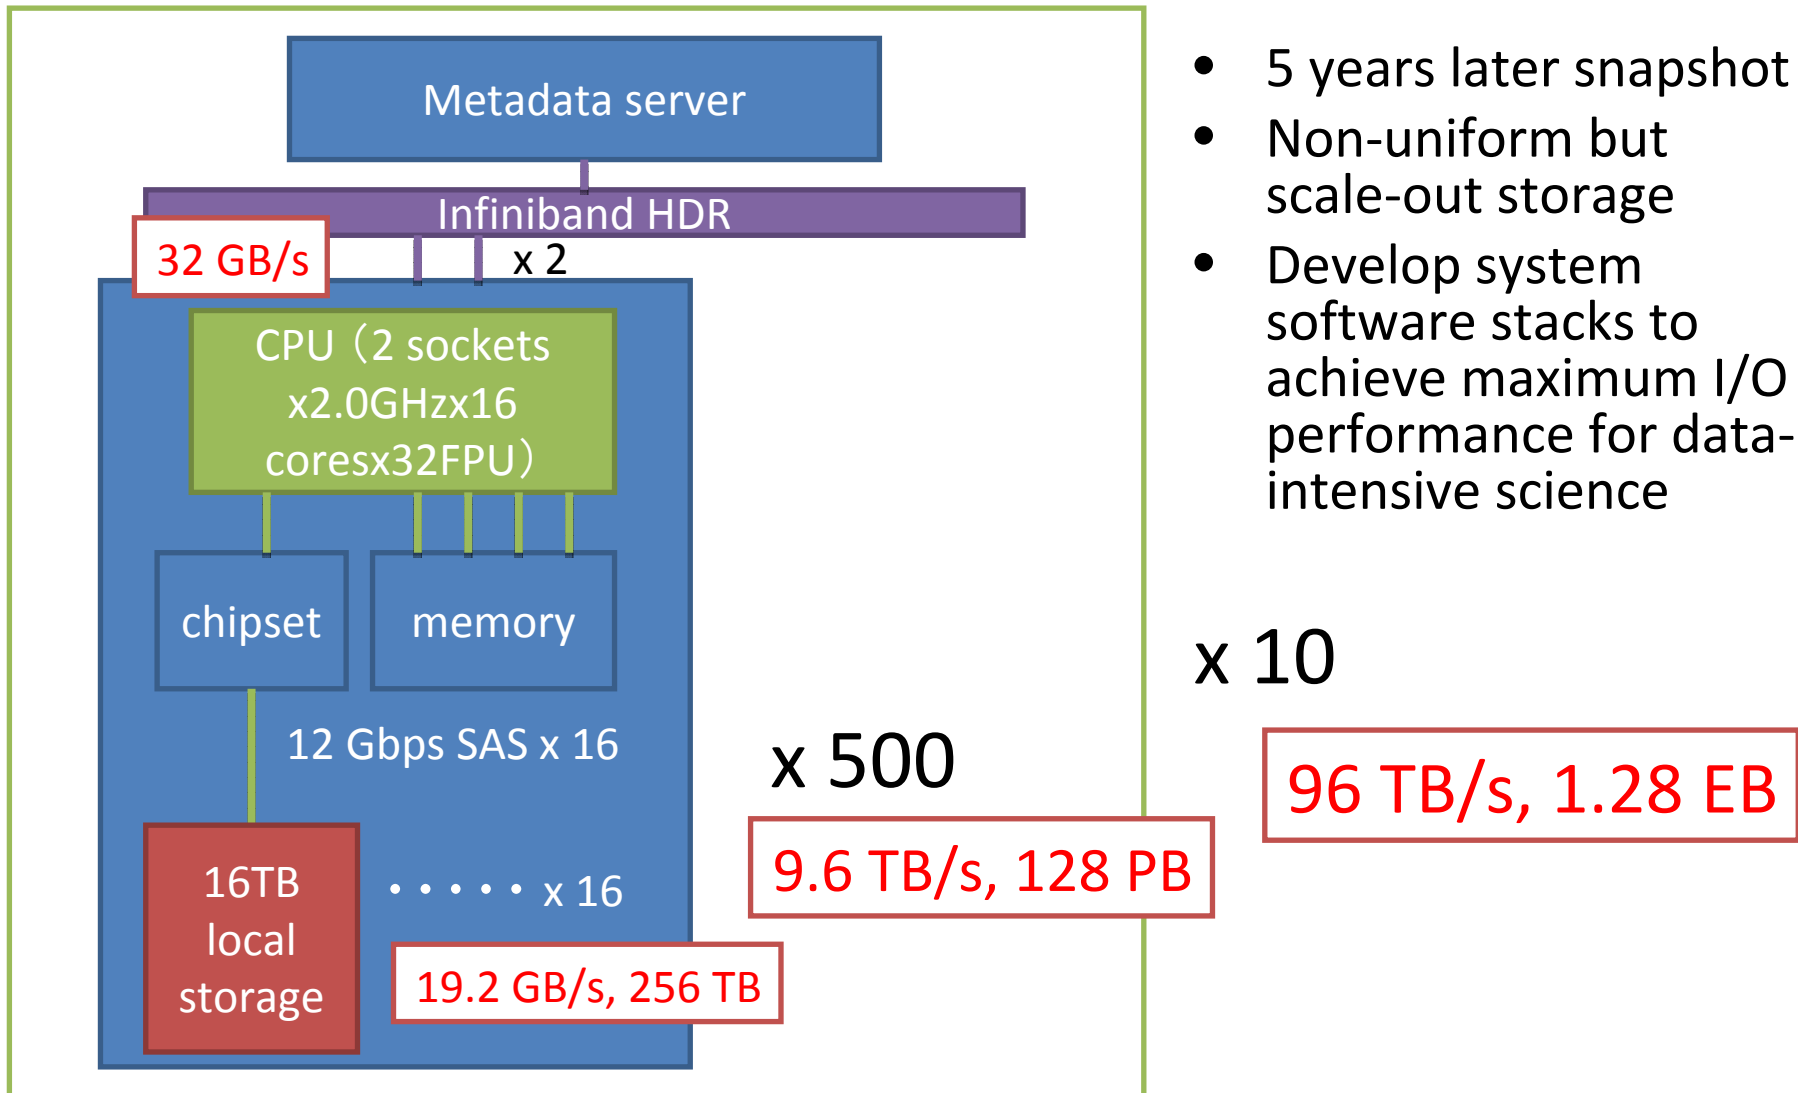 Metadata server
Infiniband HDR
32 GB/s
x 2
CPU（2 sockets
x2.0GHzx16
coresx32FPU）
chipset
memory
12 Gbps SAS x 16
16TB
local
storage
・・・・・ x 16
19.2 GB/s, 256 TB
x 500
9.6 TB/s, 128 PB
• 5 years later snapshot
• Non-uniform but
scale-out storage
• Develop system
software stacks to
achieve maximum I/O
performance for data-
intensive science
x 10
96 TB/s, 1.28 EB